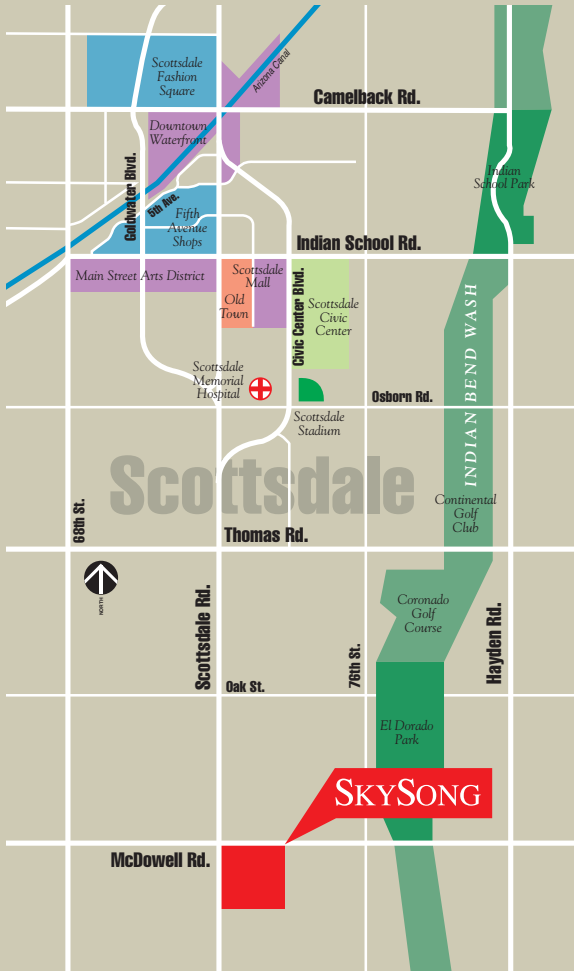 Scottsdale
Fashion
Square
Arizona Canal
Camelback Rd.
Downtown
Waterfront
Goldwater Blvd.
5th Ave.
Fifth
Avenue
Shops
Indian
School Park
Indian School Rd.
Main Street Arts District
Scottsdale
Mall
Old
Town
Civic Center Blvd.
Scottsdale
Civic
Center
INDIAN BEND WASH
Scottsdale
Memorial
Hospital
Osborn Rd.
Scottsdale
Stadium
Scottsdale
Continental
Golf
Club
68th St.
Thomas Rd.
NORTH
Coronado
Golf
Course
Scottsdale Rd.
76th St.
Hayden Rd.
Oak St.
El Dorado
Park
SKYSONG
McDowell Rd.